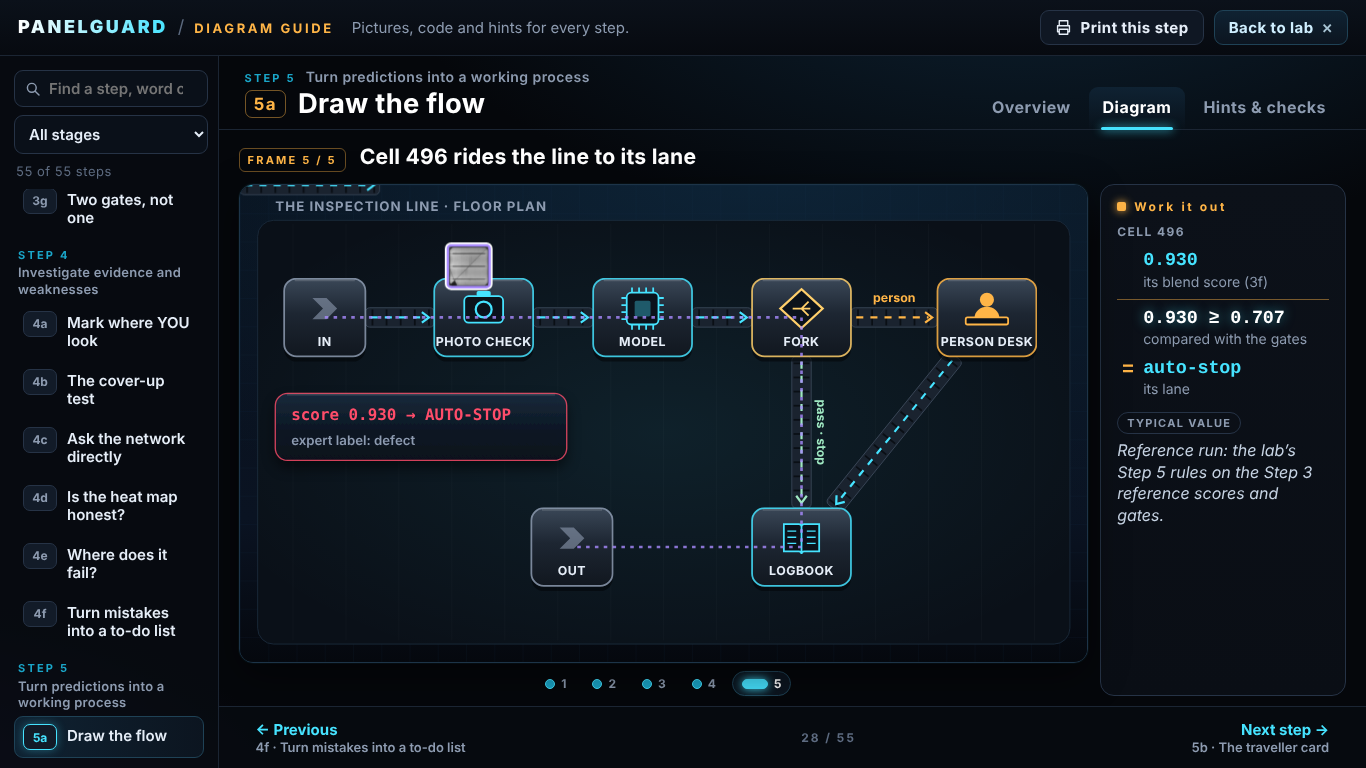 PANELGUARD / DIAGRAM GUIDE Pictures, code and hints for every step.
Print this step
Back to lab ×
Find a step, word c
All stages
55 of 55 steps
3g Two gates, not
one
STEP 4
Investigate evidence and
weaknesses
4a Mark where YOU
look
4b The cover-up
test
4c Ask the network
directly
4d Is the heat map
honest?
4e Where does it
fail?
4f Turn mistakes
into a to-do list
STEP 5
Turn predictions into a
working process
5a Draw the flow
STEP 5 Turn predictions into a working process
5a Draw the flow
Overview Diagram Hints & checks
FRAME 5 / 5 Cell 496 rides the line to its lane
THE INSPECTION LINE · FLOOR PLAN
IN
PHOTO CHECK
MODEL
FORK
person
PERSON DESK
pass · stop
score 0.930 → AUTO-STOP
expert label: defect
OUT
LOGBOOK
1 2 3 4 5
Work it out
CELL 496
0.930
its blend score (3f)
0.930 ≥ 0.707
compared with the gates
= auto-stop
its lane
TYPICAL VALUE
Reference run: the lab’s
Step 5 rules on the Step 3
reference scores and
gates.
← Previous
4f · Turn mistakes into a to-do list
28 / 55
Next step →
5b · The traveller card